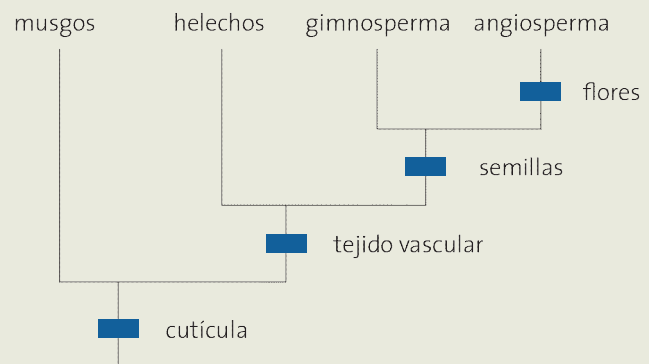 musgos helechos gimnosperma angiosperma
flores
semillas
tejido vascular
cutícula